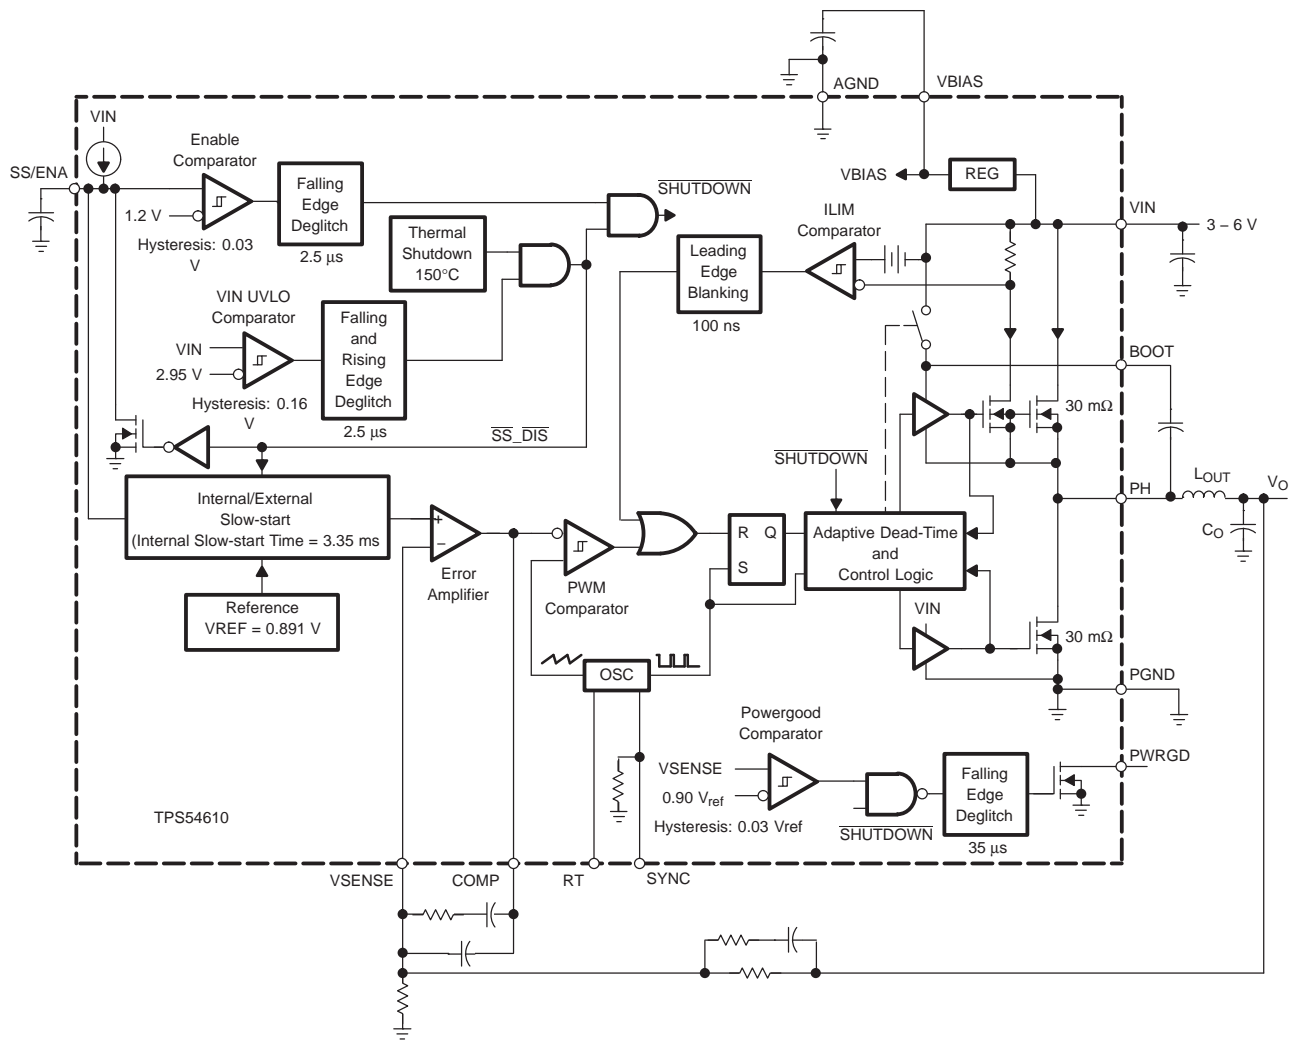 AGND
VBIAS
VIN
SS/ENA
Enable
Comparator
1.2 V
Hysteresis: 0.03
V
Falling
Edge
Deglitch
2.5 µs
Thermal
Shutdown
150°C
SHUTDOWN
VBIAS
REG
ILIM
Comparator
Leading
Edge
Blanking
100 ns
VIN
3 – 6 V
VIN UVLO
Comparator
VIN
2.95 V
Hysteresis: 0.16
V
Falling
and
Rising
Edge
Deglitch
2.5 µs
SS_DIS
BOOT
30 mΩ
SHUTDOWN
PH
LOUT
VO
CO
Internal/External
Slow-start
(Internal Slow-start Time = 3.35 ms
Reference
VREF = 0.891 V
+
−
Error
Amplifier
PWM
Comparator
R Q
S
Adaptive Dead-Time
and
Control Logic
VIN
30 mΩ
OSC
PGND
Powergood
Comparator
VSENSE
0.90 Vref
Hysteresis: 0.03 Vref
SHUTDOWN
Falling
Edge
Deglitch
35 µs
PWRGD
TPS54610
VSENSE
COMP
RT
SYNC